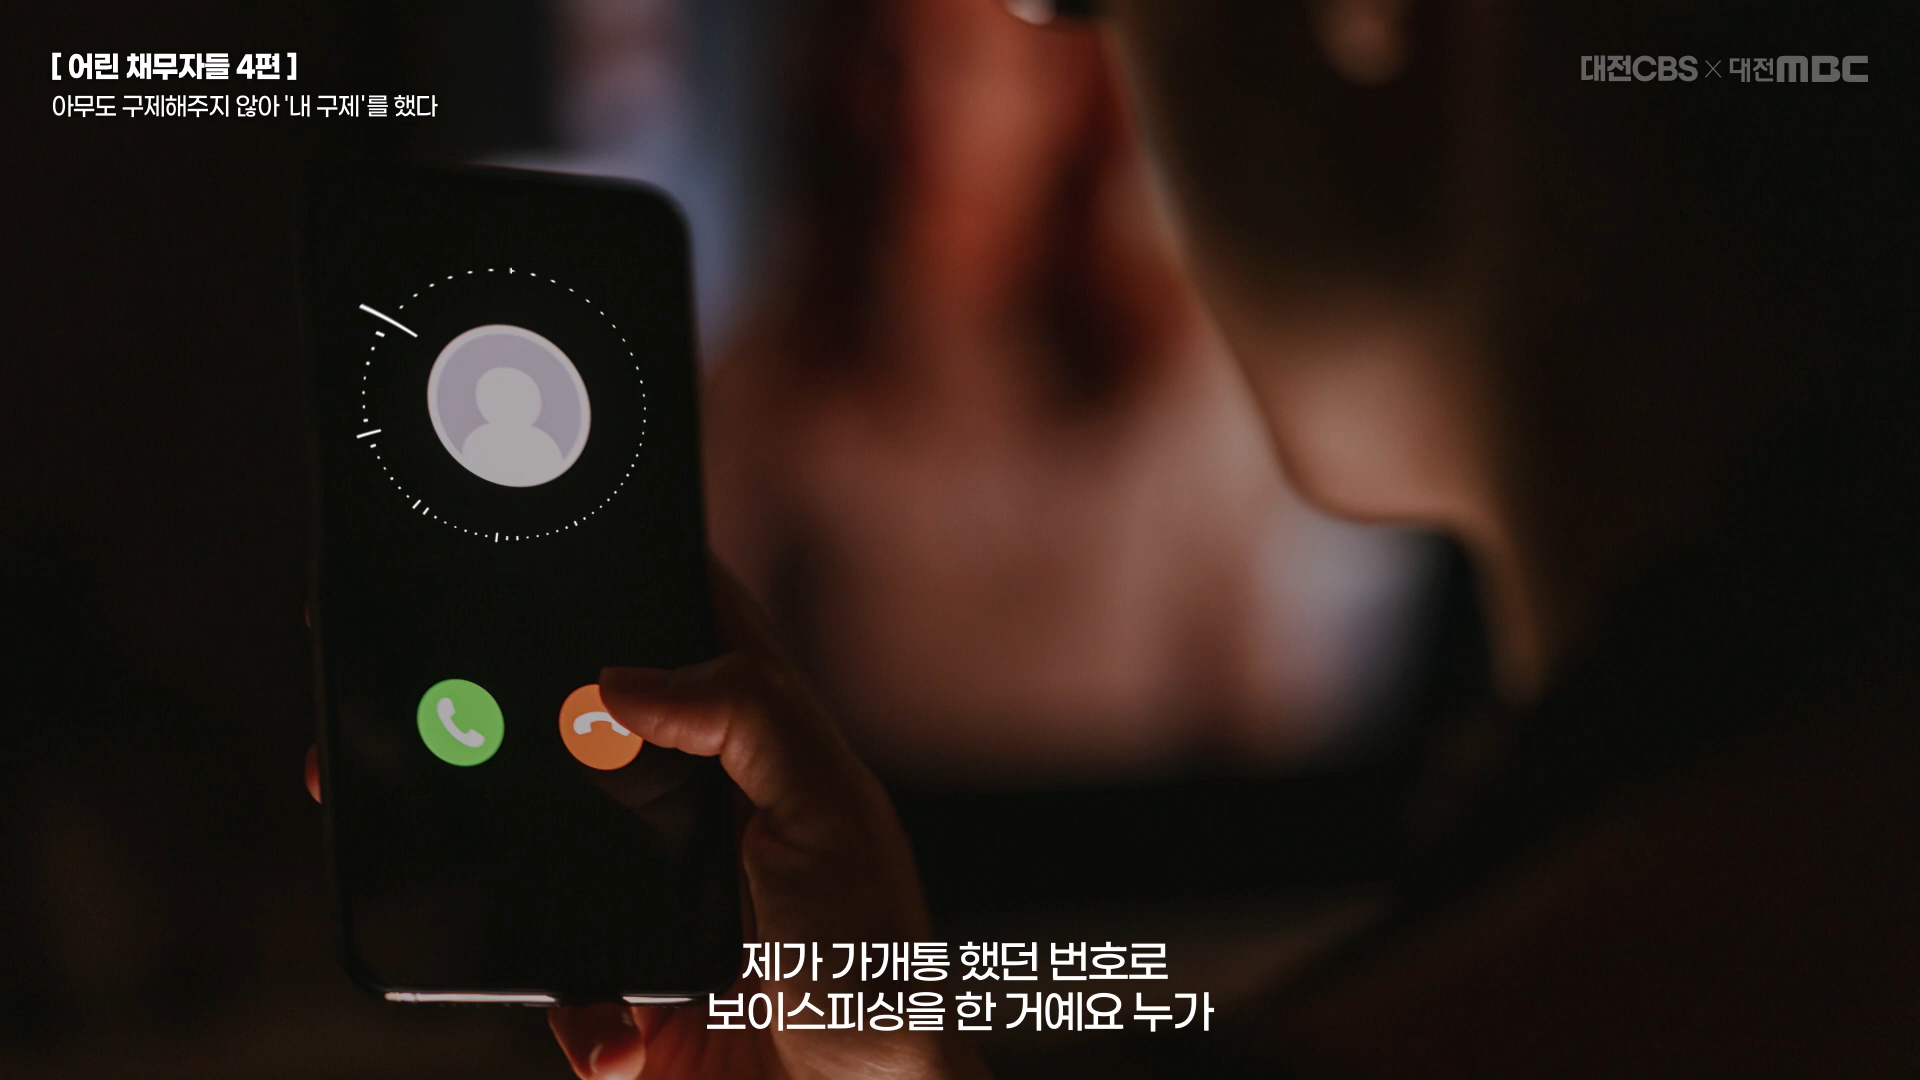 [ 어린 채무자들 4편 ]
아무도 구제해주지 않아 '내 구제'를 했다
대전CBS×대전MBC
제가 가개통 했던 번호로
보이스피싱을 한 거예요 누가